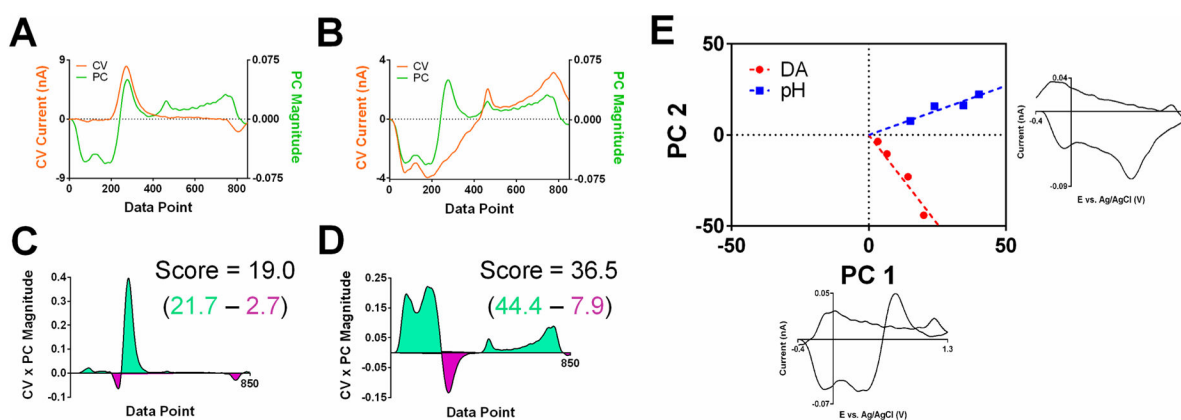 A
CV Current (nA)
9
0
-9
CV
PC
0.075
0.000
-0.075
PC Magnitude
0
200
400
600
800
Data Point
B
CV Current (nA)
4
0
-4
CV
PC
0.075
0.000
-0.075
PC Magnitude
0
200
400
600
800
Data Point
C
CV x PC Magnitude
0.4
0.3
0.2
0.1
0.0
-0.1
Score = 19.0
(21.7 – 2.7)
850
Data Point
D
CV x PC Magnitude
0.25
0.15
0.05
-0.05
-0.15
Score = 36.5
(44.4 – 7.9)
850
Data Point
E
PC 2
50
0
-50
DA
pH
-50
0
50
PC 1
Current (nA)
0.04
-0.4
-0.09
E vs. Ag/AgCl (V)
Current (nA)
0.05
-0.4
1.3
-0.07
E vs. Ag/AgCl (V)